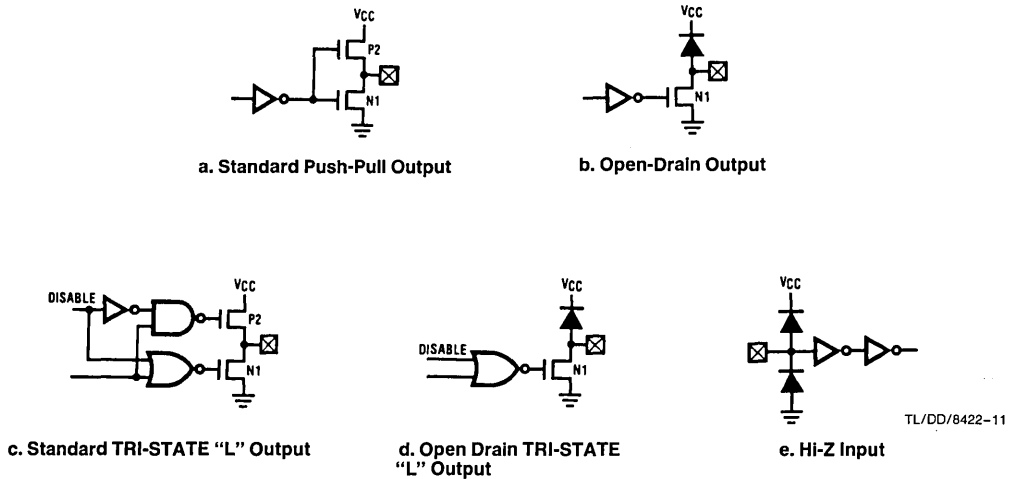 VCC
P2
N1
a. Standard Push-Pull Output
VCC
N1
b. Open-Drain Output
DISABLE
VCC
P2
N1
c. Standard TRI-STATE “L” Output
DISABLE
VCC
N1
d. Open Drain TRI-STATE
“L” Output
VCC
e. Hi-Z Input
TL/DD/8422-11